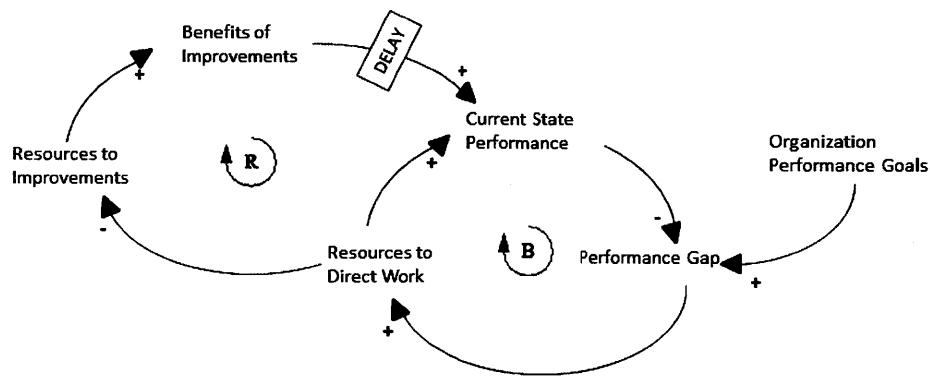 Benefits of
Improvements
DELAY
+
+
Current State
Performance
Organization
Performance Goals
Resources to
Improvements
R
+
-
-
Resources to
Direct Work
B
Performance Gap
+
+